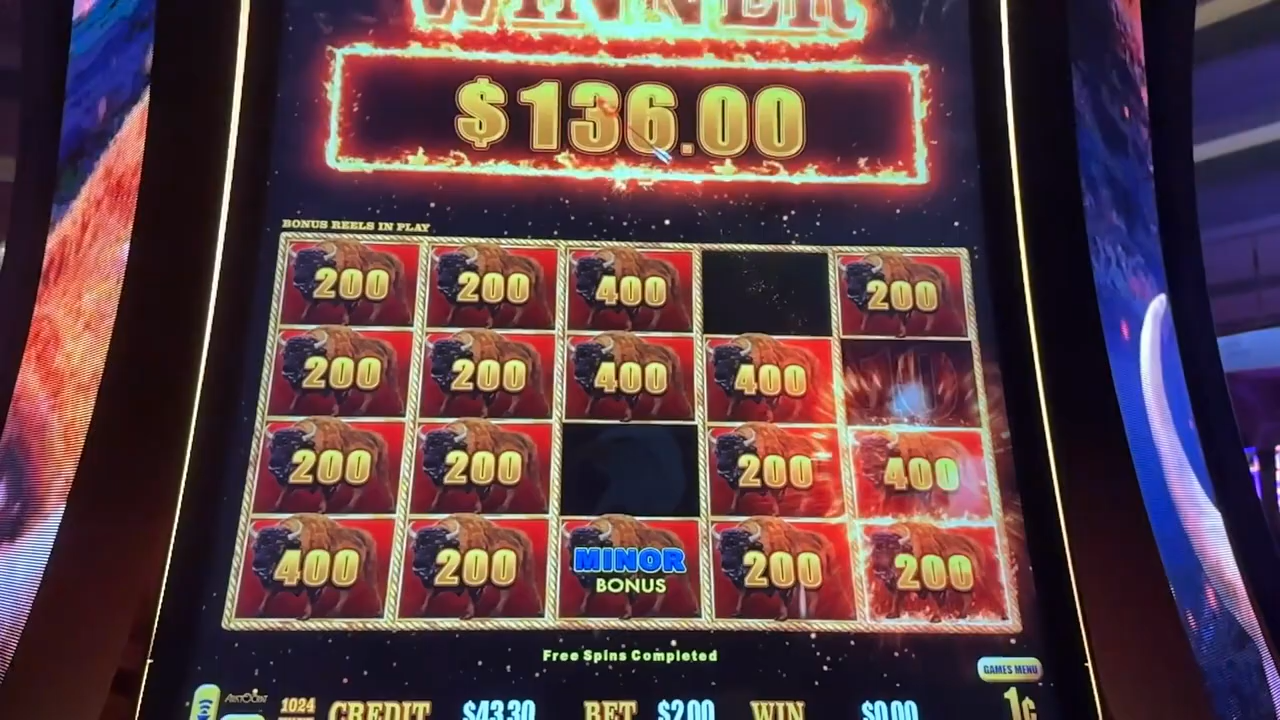 WINNER
$136.00
BONUS REELS IN PLAY
200 200 400 200
200 200 400 400
200 200 200 400
400 200 MINOR BONUS 200 200
Free Spins Completed
GAMES MENU
ARISTOCRAT 1024 CREDIT $43.30 BET $2.00 WIN $0.00 1¢